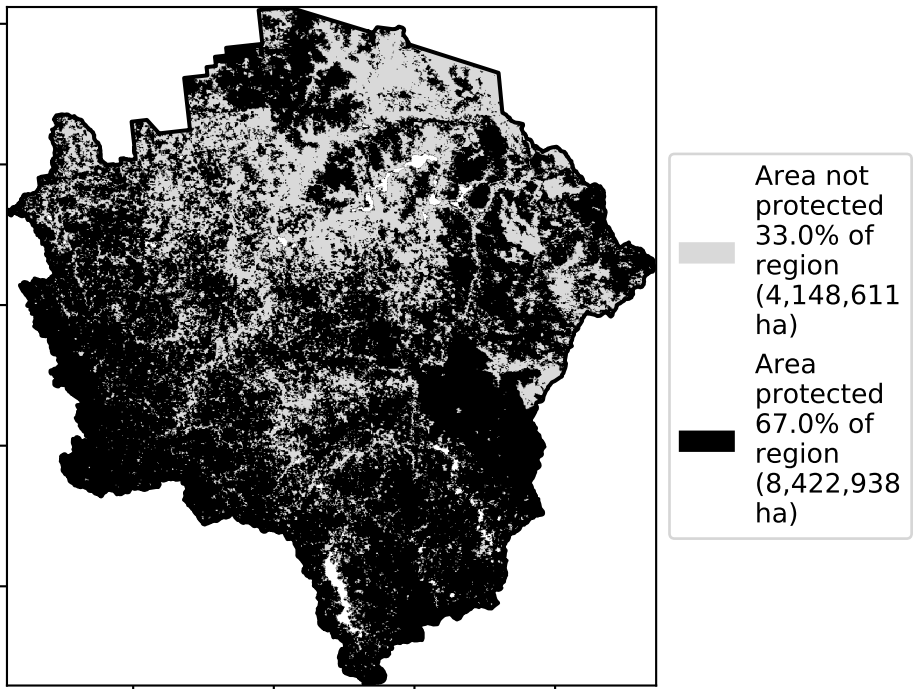 Area not
protected
33.0% of
region
(4,148,611
ha)
Area
protected
67.0% of
region
(8,422,938
ha)